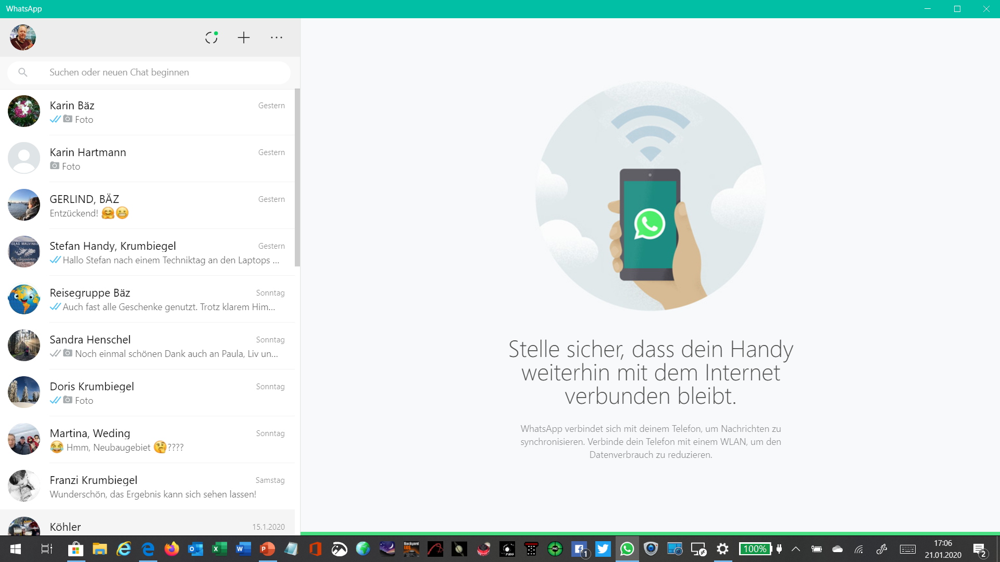 WhatsApp
Suchen oder neuen Chat beginnen
Karin Bäz
Gestern
Foto
Karin Hartmann
Gestern
Foto
GERLIND, BÄZ
Gestern
Entzückend! 🤗😬
Stefan Handy, Krumbiegel
Gestern
Hallo Stefan nach einem Techniktag an den Laptops ...
Reisegruppe Bäz
Sonntag
Auch fast alle Geschenke genutzt. Trotz klarem Him...
Sandra Henschel
Sonntag
Noch einmal schönen Dank auch an Paula, Liv un...
Doris Krumbiegel
Sonntag
Foto
Martina, Weding
Sonntag
😂 Hmm, Neubaugebiet 🤔????
Franzi Krumbiegel
Samstag
Wunderschön, das Ergebnis kann sich sehen lassen!
Köhler
15.1.2020
ISLAS MALVINAS
Stelle sicher, dass dein Handy
weiterhin mit dem Internet
verbunden bleibt.
WhatsApp verbindet sich mit deinem Telefon, um Nachrichten zu
synchronisieren. Verbinde dein Telefon mit einem WLAN, um den
Datenverbrauch zu reduzieren.
Backyard
EOS
PRO
PHD
1
100%
17:06
21.01.2020
2